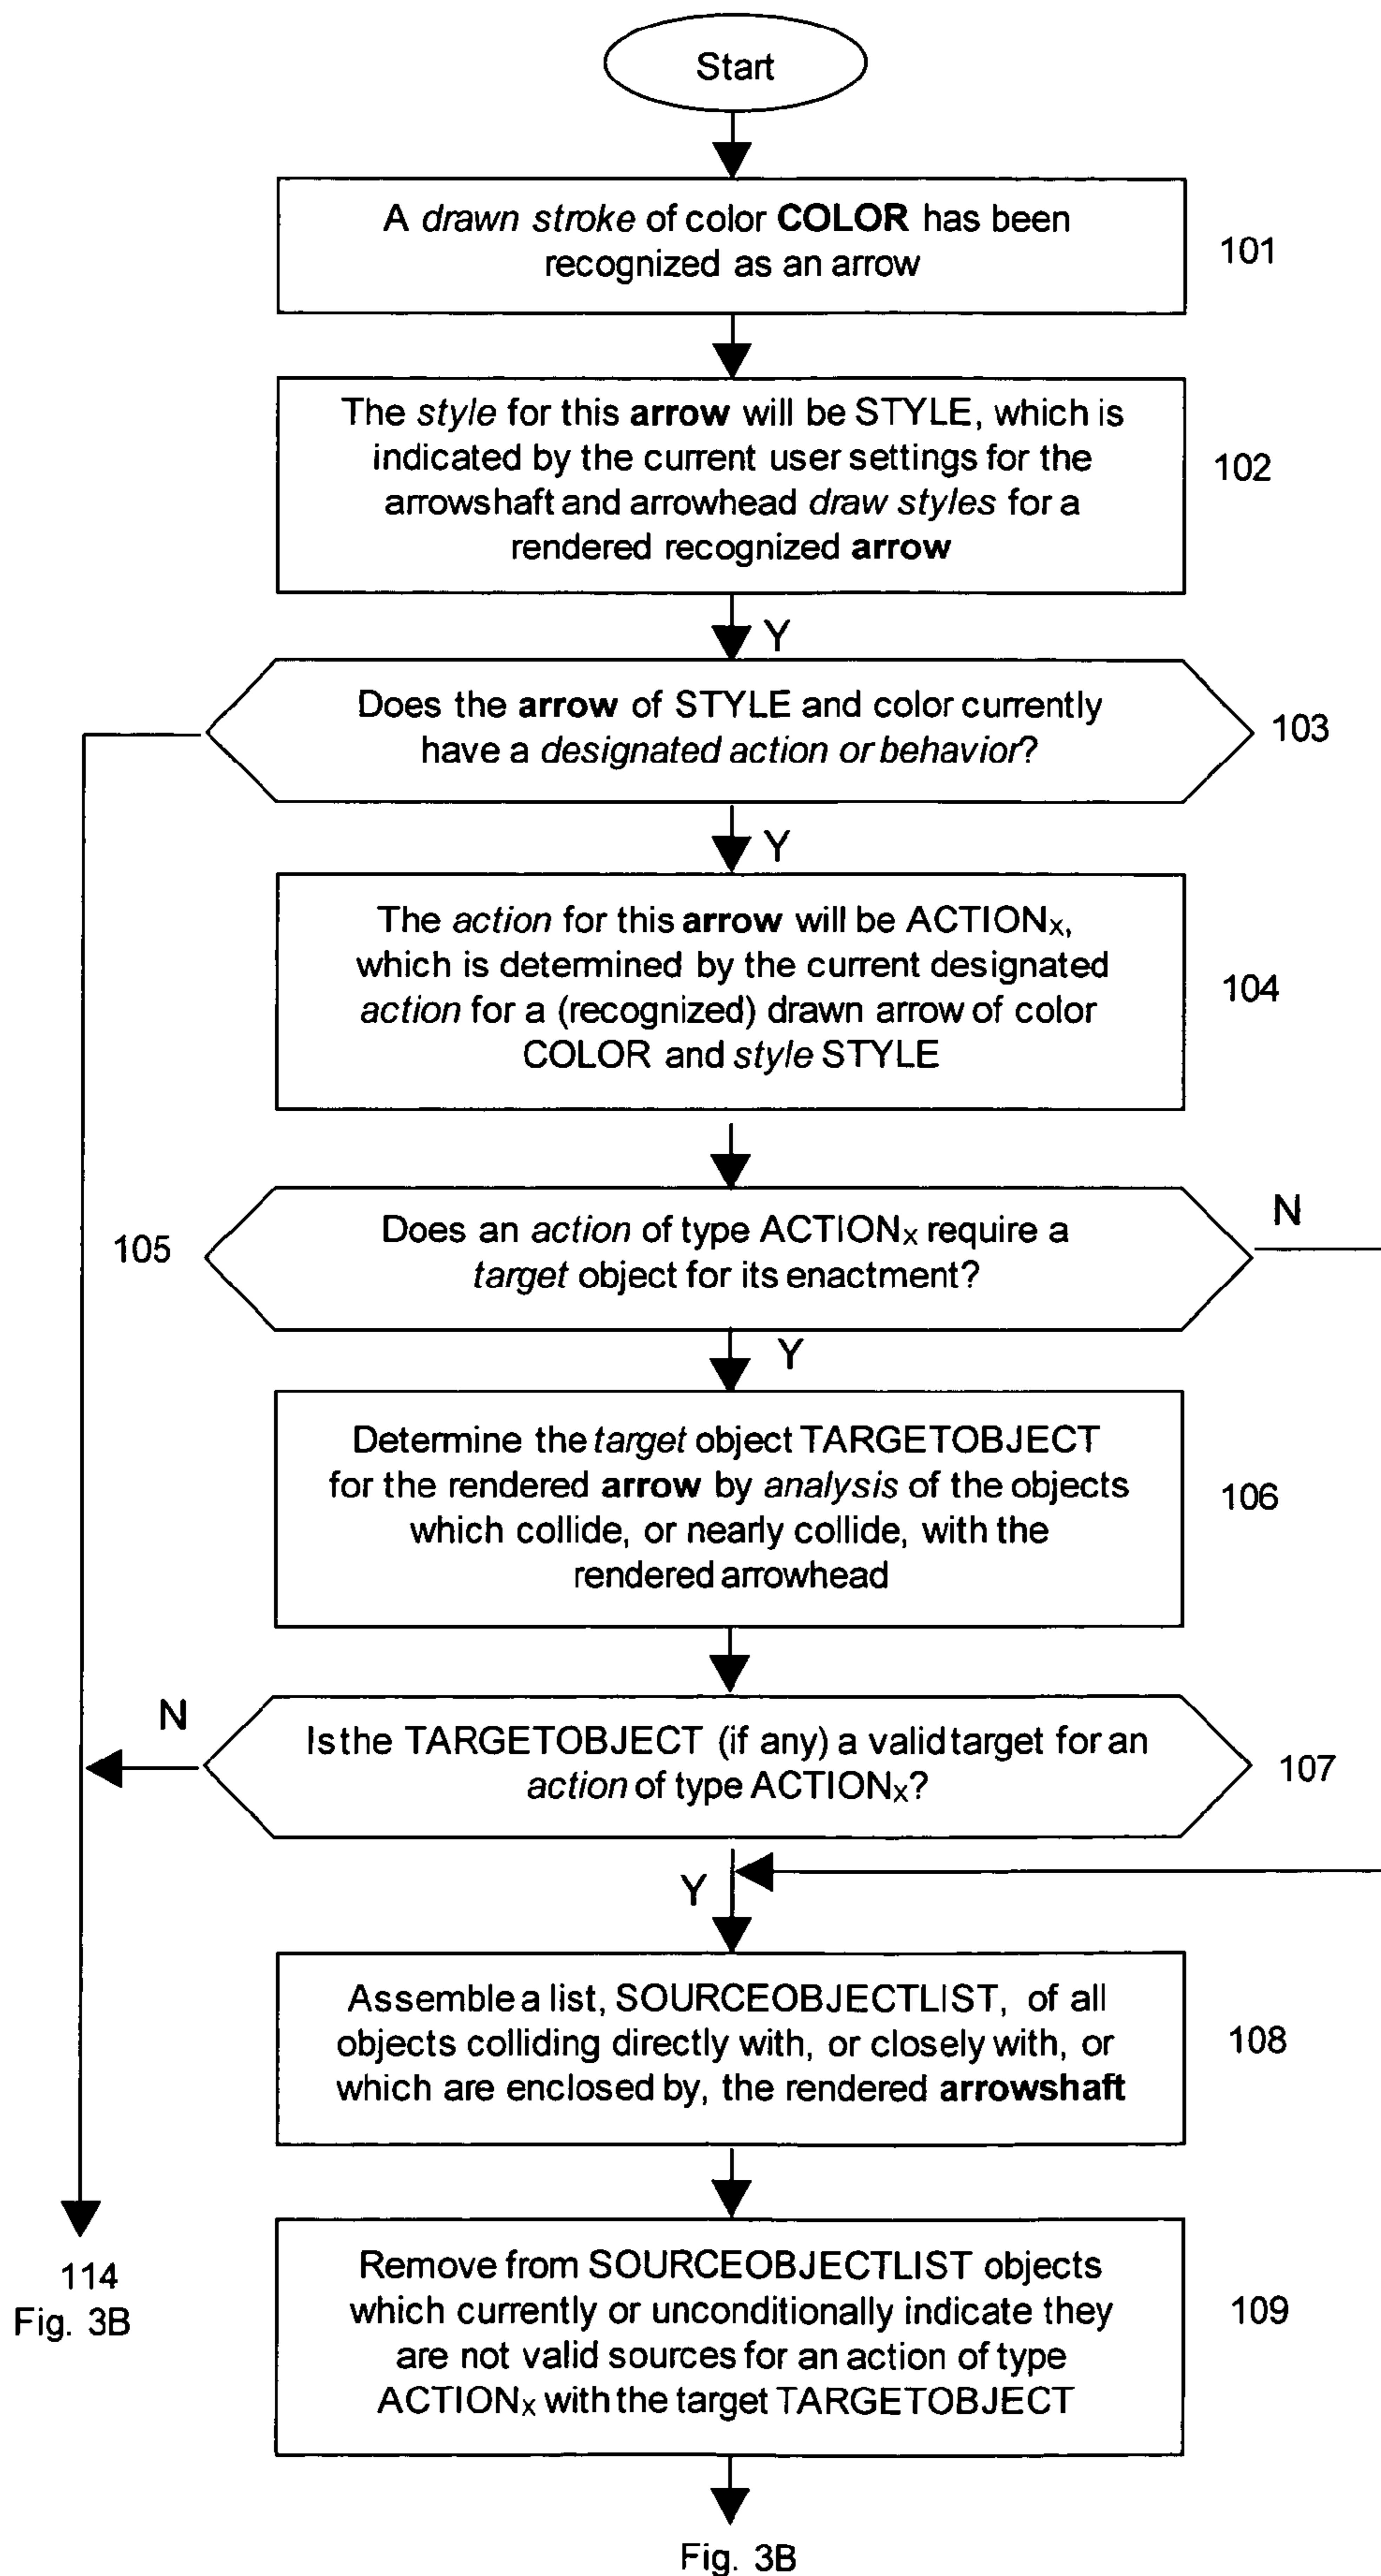 Start
A drawn stroke of color COLOR has been
recognized as an arrow
101
The style for this arrow will be STYLE, which is
indicated by the current user settings for the
arrowshaft and arrowhead draw styles for a
rendered recognized arrow
102
Y
Does the arrow of STYLE and color currently
have a designated action or behavior?
103
Y
The action for this arrow will be ACTIONx,
which is determined by the current designated
action for a (recognized) drawn arrow of color
COLOR and style STYLE
104
Does an action of type ACTIONx require a
target object for its enactment?
105
N
Y
Determine the target object TARGETOBJECT
for the rendered arrow by analysis of the objects
which collide, or nearly collide, with the
rendered arrowhead
106
N
Is the TARGETOBJECT (if any) a valid target for an
action of type ACTIONx?
107
Y
Assemble a list, SOURCEOBJECTLIST, of all
objects colliding directly with, or closely with, or
which are enclosed by, the rendered arrowshaft
108
Remove from SOURCEOBJECTLIST objects
which currently or unconditionally indicate they
are not valid sources for an action of type
ACTIONx with the target TARGETOBJECT
109
114
Fig. 3B
Fig. 3B